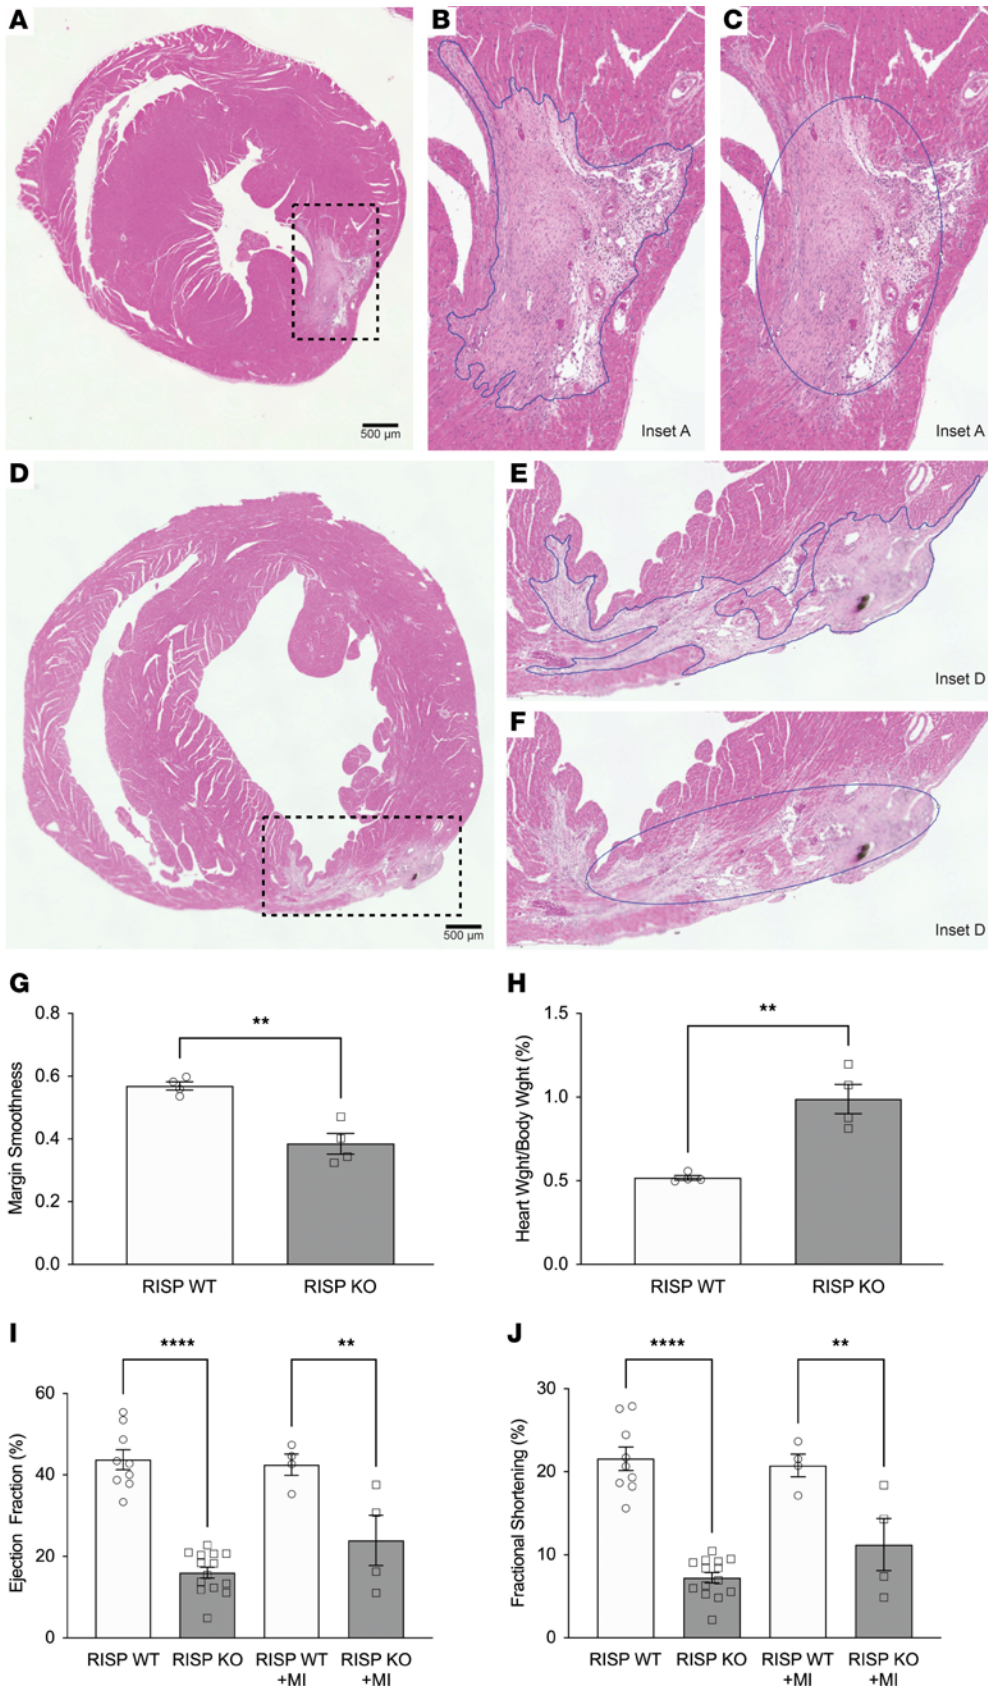 A
B
C
500 µm
Inset A
Inset A
D
E
Inset D
F
500 µm
Inset D
G
H
0.8
0.6
0.4
0.2
0.0
Margin Smoothness
**
RISP WT
RISP KO
1.5
1.0
0.5
0.0
Heart Wght/Body Wght (%)
**
RISP WT
RISP KO
I
J
60
40
20
0
Ejection Fraction (%)
****
**
RISP WT
RISP KO
RISP WT
+MI
RISP KO
+MI
30
20
10
0
Fractional Shortening (%)
****
**
RISP WT
RISP KO
RISP WT
+MI
RISP KO
+MI